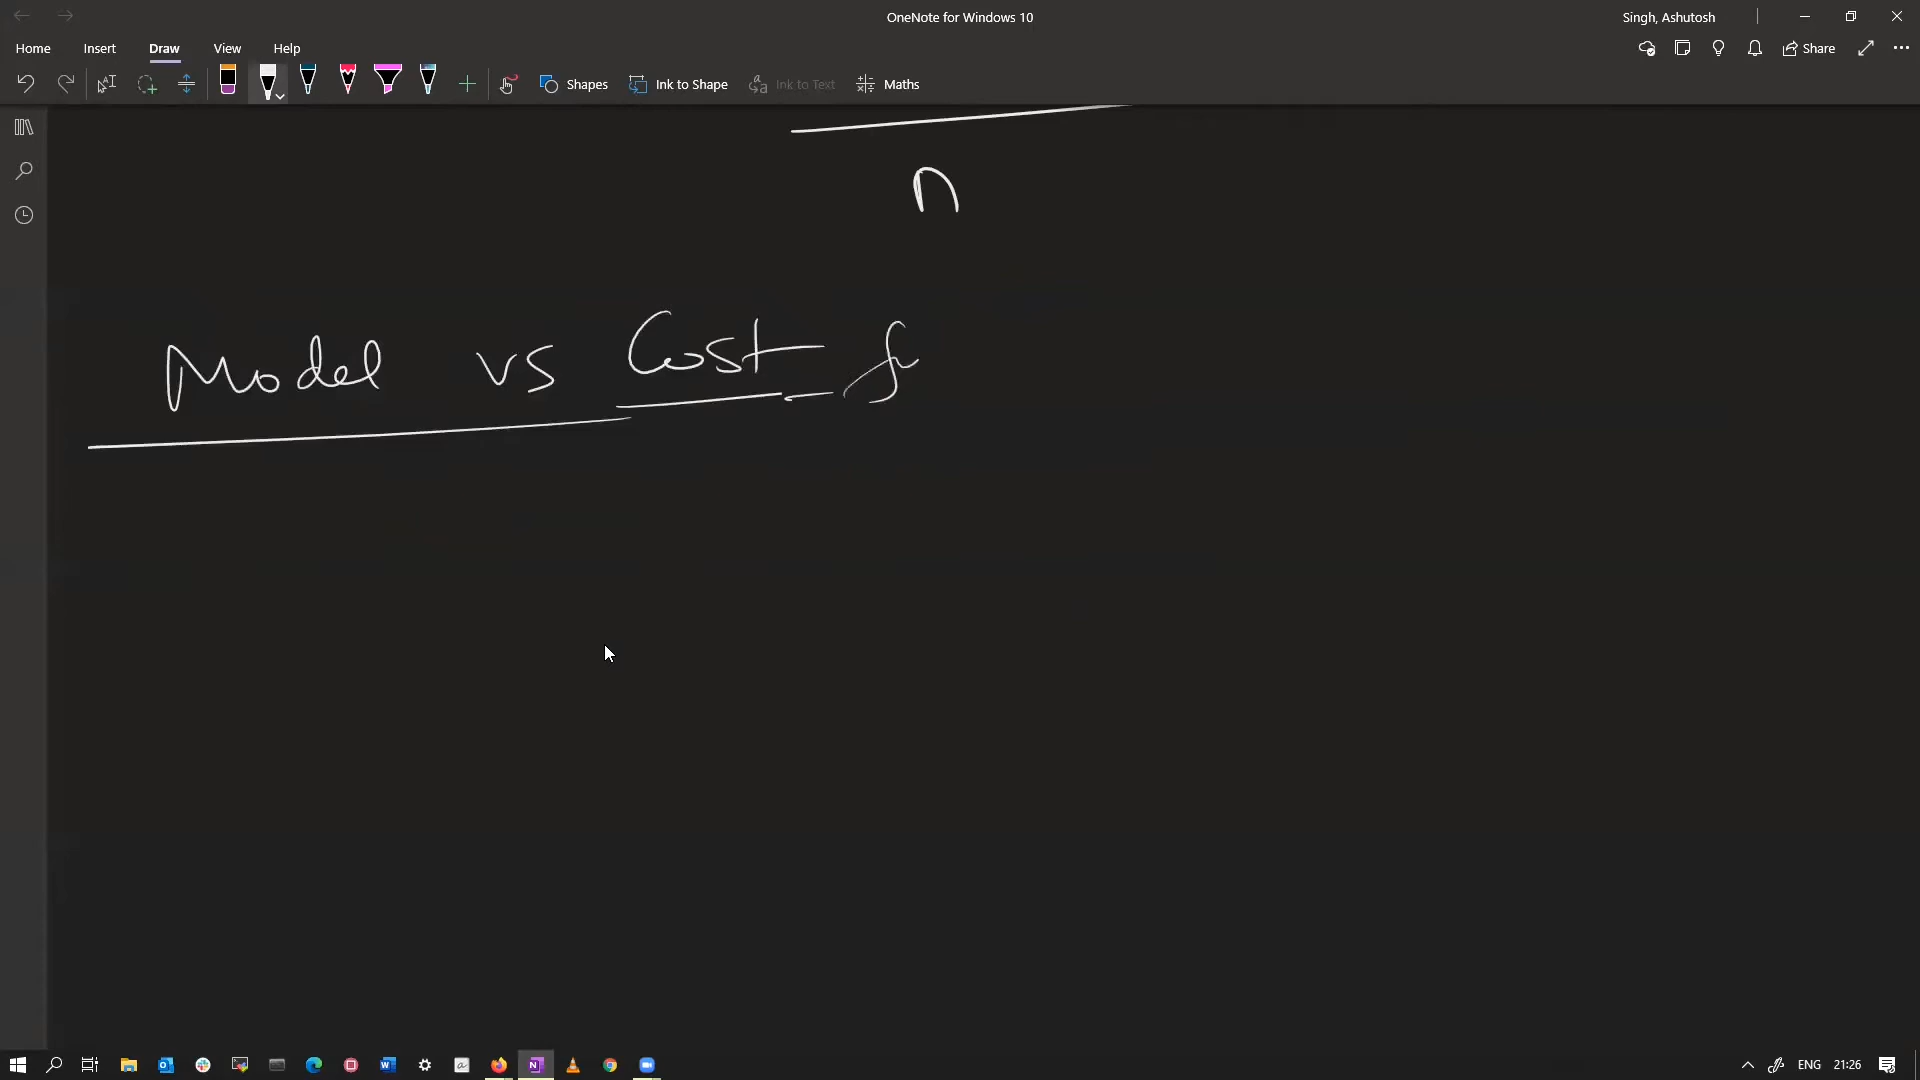 OneNote for Windows 10
Singh, Ashutosh
Home Insert Draw View Help
Share
Shapes Ink to Shape Ink to Text Maths
n
Model vs Cost fn
ENG 21:26